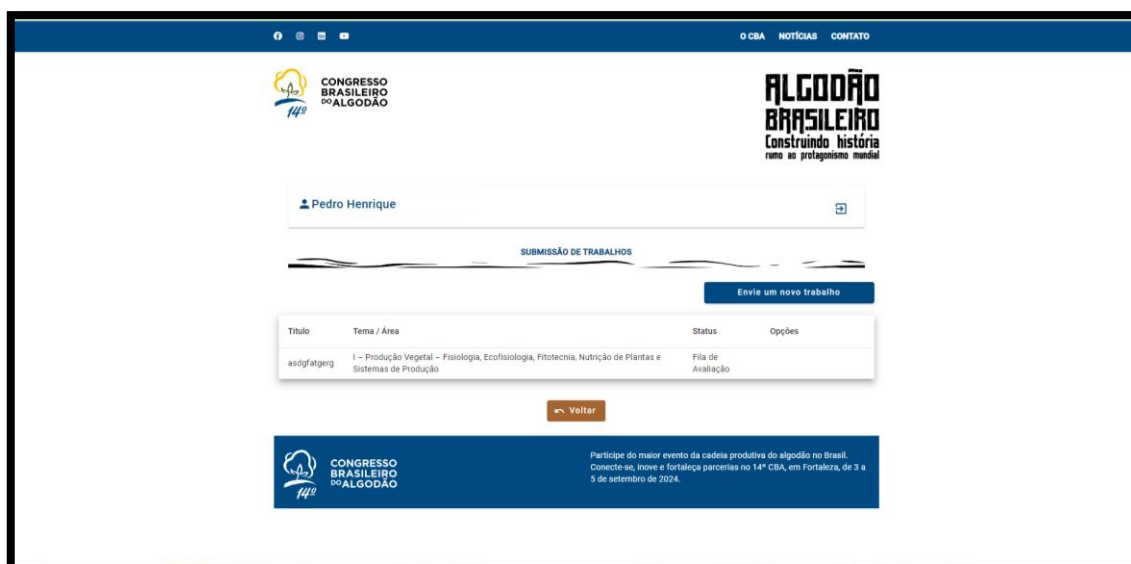 O CBA NOTÍCIAS CONTATO
CONGRESSO
BRASILEIRO
DO ALGODÃO
14º
ALGODÃO
BRASILEIRO
Construindo história
rumo ao protagonismo mundial
Pedro Henrique
SUBMISSÃO DE TRABALHOS
Envie um novo trabalho
Título Tema / Área Status Opções
asdgfatgerg
I – Produção Vegetal – Fisiologia, Ecofisiologia, Fitotecnia, Nutrição de Plantas e
Sistemas de Produção
Fila de
Avaliação
Voltar
CONGRESSO
BRASILEIRO
DO ALGODÃO
14º
Participe do maior evento da cadeia produtiva do algodão no Brasil.
Conecte-se, inove e fortaleça parcerias no 14º CBA, em Fortaleza, de 3 a
5 de setembro de 2024.